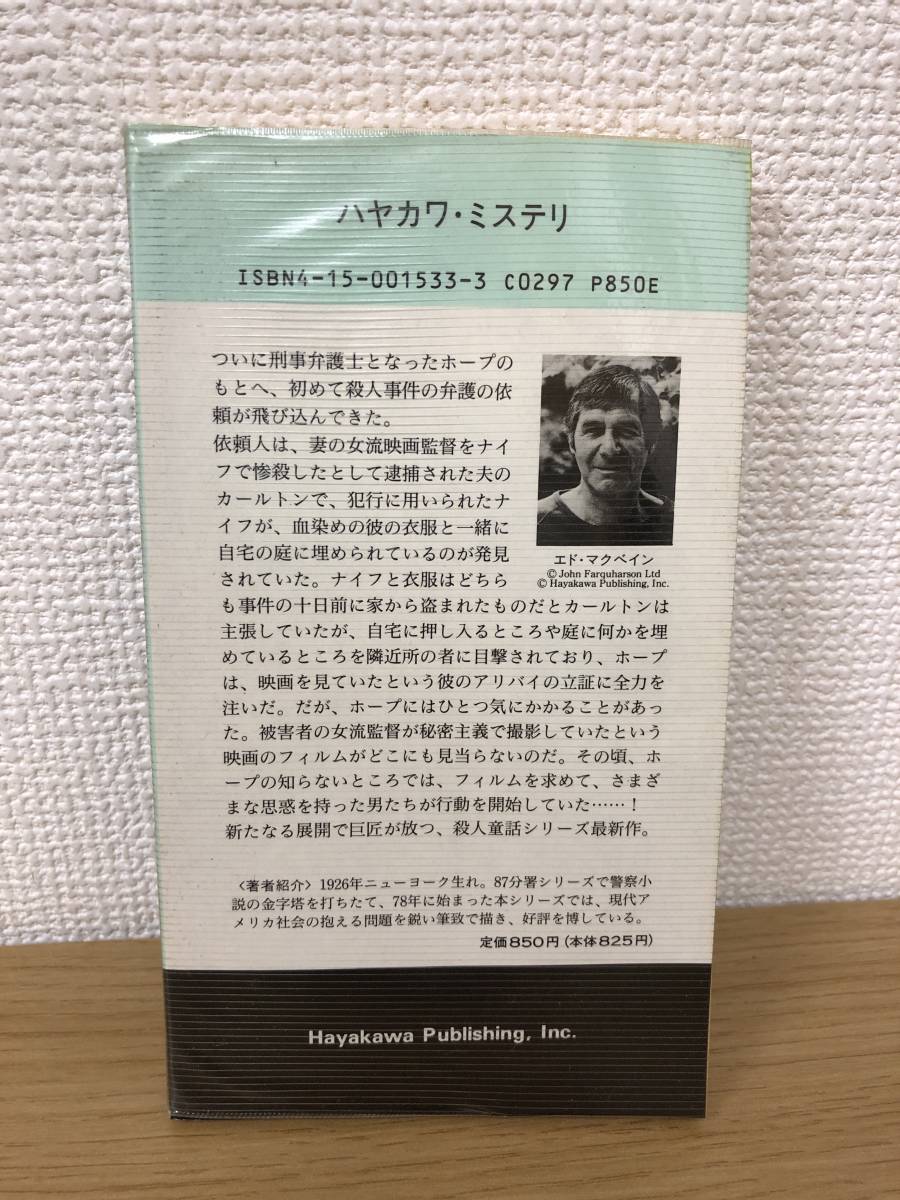 ハヤカワ・ミステリ
ISBN4-15-001533-3 C0297 P850E
ついに刑事弁護士となったホープの
もとへ、初めて殺人事件の弁護の依
頼が飛び込んできた。
依頼人は、妻の女流映画監督をナイ
フで惨殺したとして逮捕された夫の
カールトンで、犯行に用いられたナ
イフが、血染めの彼の衣服と一緒に
自宅の庭に埋められているのが発見
されていた。ナイフと衣服はどちら
も事件の十日前に家から盗まれたものだとカールトンは
主張していたが、自宅に押し入るところや庭に何かを埋
めているところを隣近所の者に目撃されており、ホープ
は、映画を見ていたという彼のアリバイの立証に全力を
注いだ。だが、ホープにはひとつ気にかかることがあっ
た。被害者の女流監督が秘密主義で撮影していたという
映画のフィルムがどこにも見当らないのだ。その頃、ホ
ープの知らないところでは、フィルムを求めて、さまざ
まな思惑を持った男たちが行動を開始していた……！
新たなる展開で巨匠が放つ、殺人童話シリーズ最新作。
エド・マクベイン
© John Farquharson Ltd
© Hayakawa Publishing, Inc.
〈著者紹介〉1926年ニューヨーク生れ。87分署シリーズで警察小
説の金字塔を打ちたて、78年に始まった本シリーズでは、現代ア
メリカ社会の抱える問題を鋭い筆致で描き、好評を博している。
定価850円(本体825円)
Hayakawa Publishing, Inc.